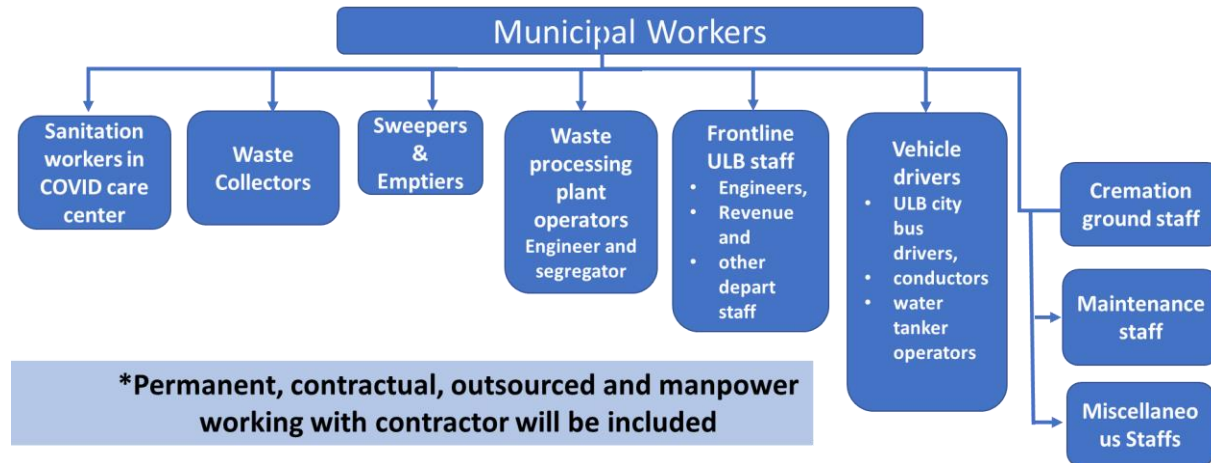 Municipal Workers
Sanitation
workers in
COVID care
center
Waste
Collectors
Sweepers
&
Emptiers
Waste
processing
plant
operators
Engineer and
segregator
Frontline
ULB staff
• Engineers,
• Revenue
and
• other
depart
staff
Vehicle
drivers
• ULB city
bus
drivers,
• conductors
• water
tanker
operators
Cremation
ground staff
Maintenance
staff
Miscellaneo
us Staffs
*Permanent, contractual, outsourced and manpower
working with contractor will be included